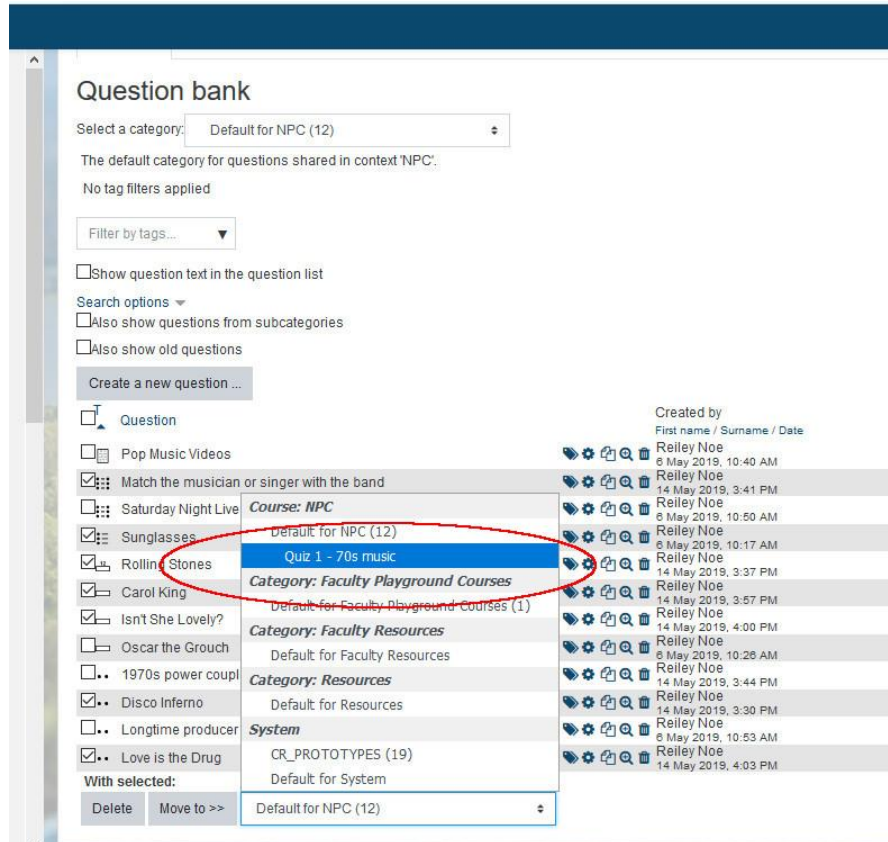 Question bank
Select a category: Default for NPC (12)
The default category for questions shared in context 'NPC'.
No tag filters applied
Filter by tags...
Show question text in the question list
Search options
Also show questions from subcategories
Also show old questions
Create a new question ...
T Question Created by
First name / Surname / Date
Pop Music Videos Reiley Noe
6 May 2019, 10:40 AM
Match the musician or singer with the band Reiley Noe
14 May 2019, 3:41 PM
Saturday Night Live Reiley Noe
6 May 2019, 10:50 AM
Sunglasses Reiley Noe
6 May 2019, 10:17 AM
Rolling Stones Reiley Noe
14 May 2019, 3:37 PM
Carol King Reiley Noe
14 May 2019, 3:57 PM
Isn't She Lovely? Reiley Noe
14 May 2019, 4:00 PM
Oscar the Grouch Reiley Noe
6 May 2019, 10:26 AM
1970s power coupl Reiley Noe
14 May 2019, 3:44 PM
Disco Inferno Reiley Noe
14 May 2019, 3:30 PM
Longtime producer Reiley Noe
6 May 2019, 10:53 AM
Love is the Drug Reiley Noe
14 May 2019, 4:03 PM
Course: NPC
Default for NPC (12)
Quiz 1 - 70s music
Category: Faculty Playground Courses
Default for Faculty Playground Courses (1)
Category: Faculty Resources
Default for Faculty Resources
Category: Resources
Default for Resources
System
CR_PROTOTYPES (19)
Default for System
With selected:
Delete Move to >> Default for NPC (12)